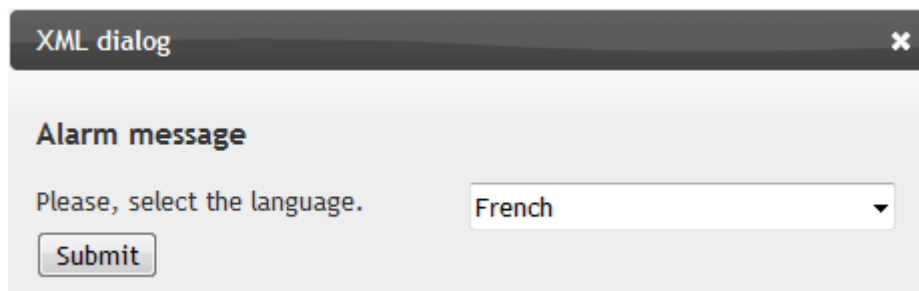 XML dialog
Alarm message
Please, select the language.
French
Submit